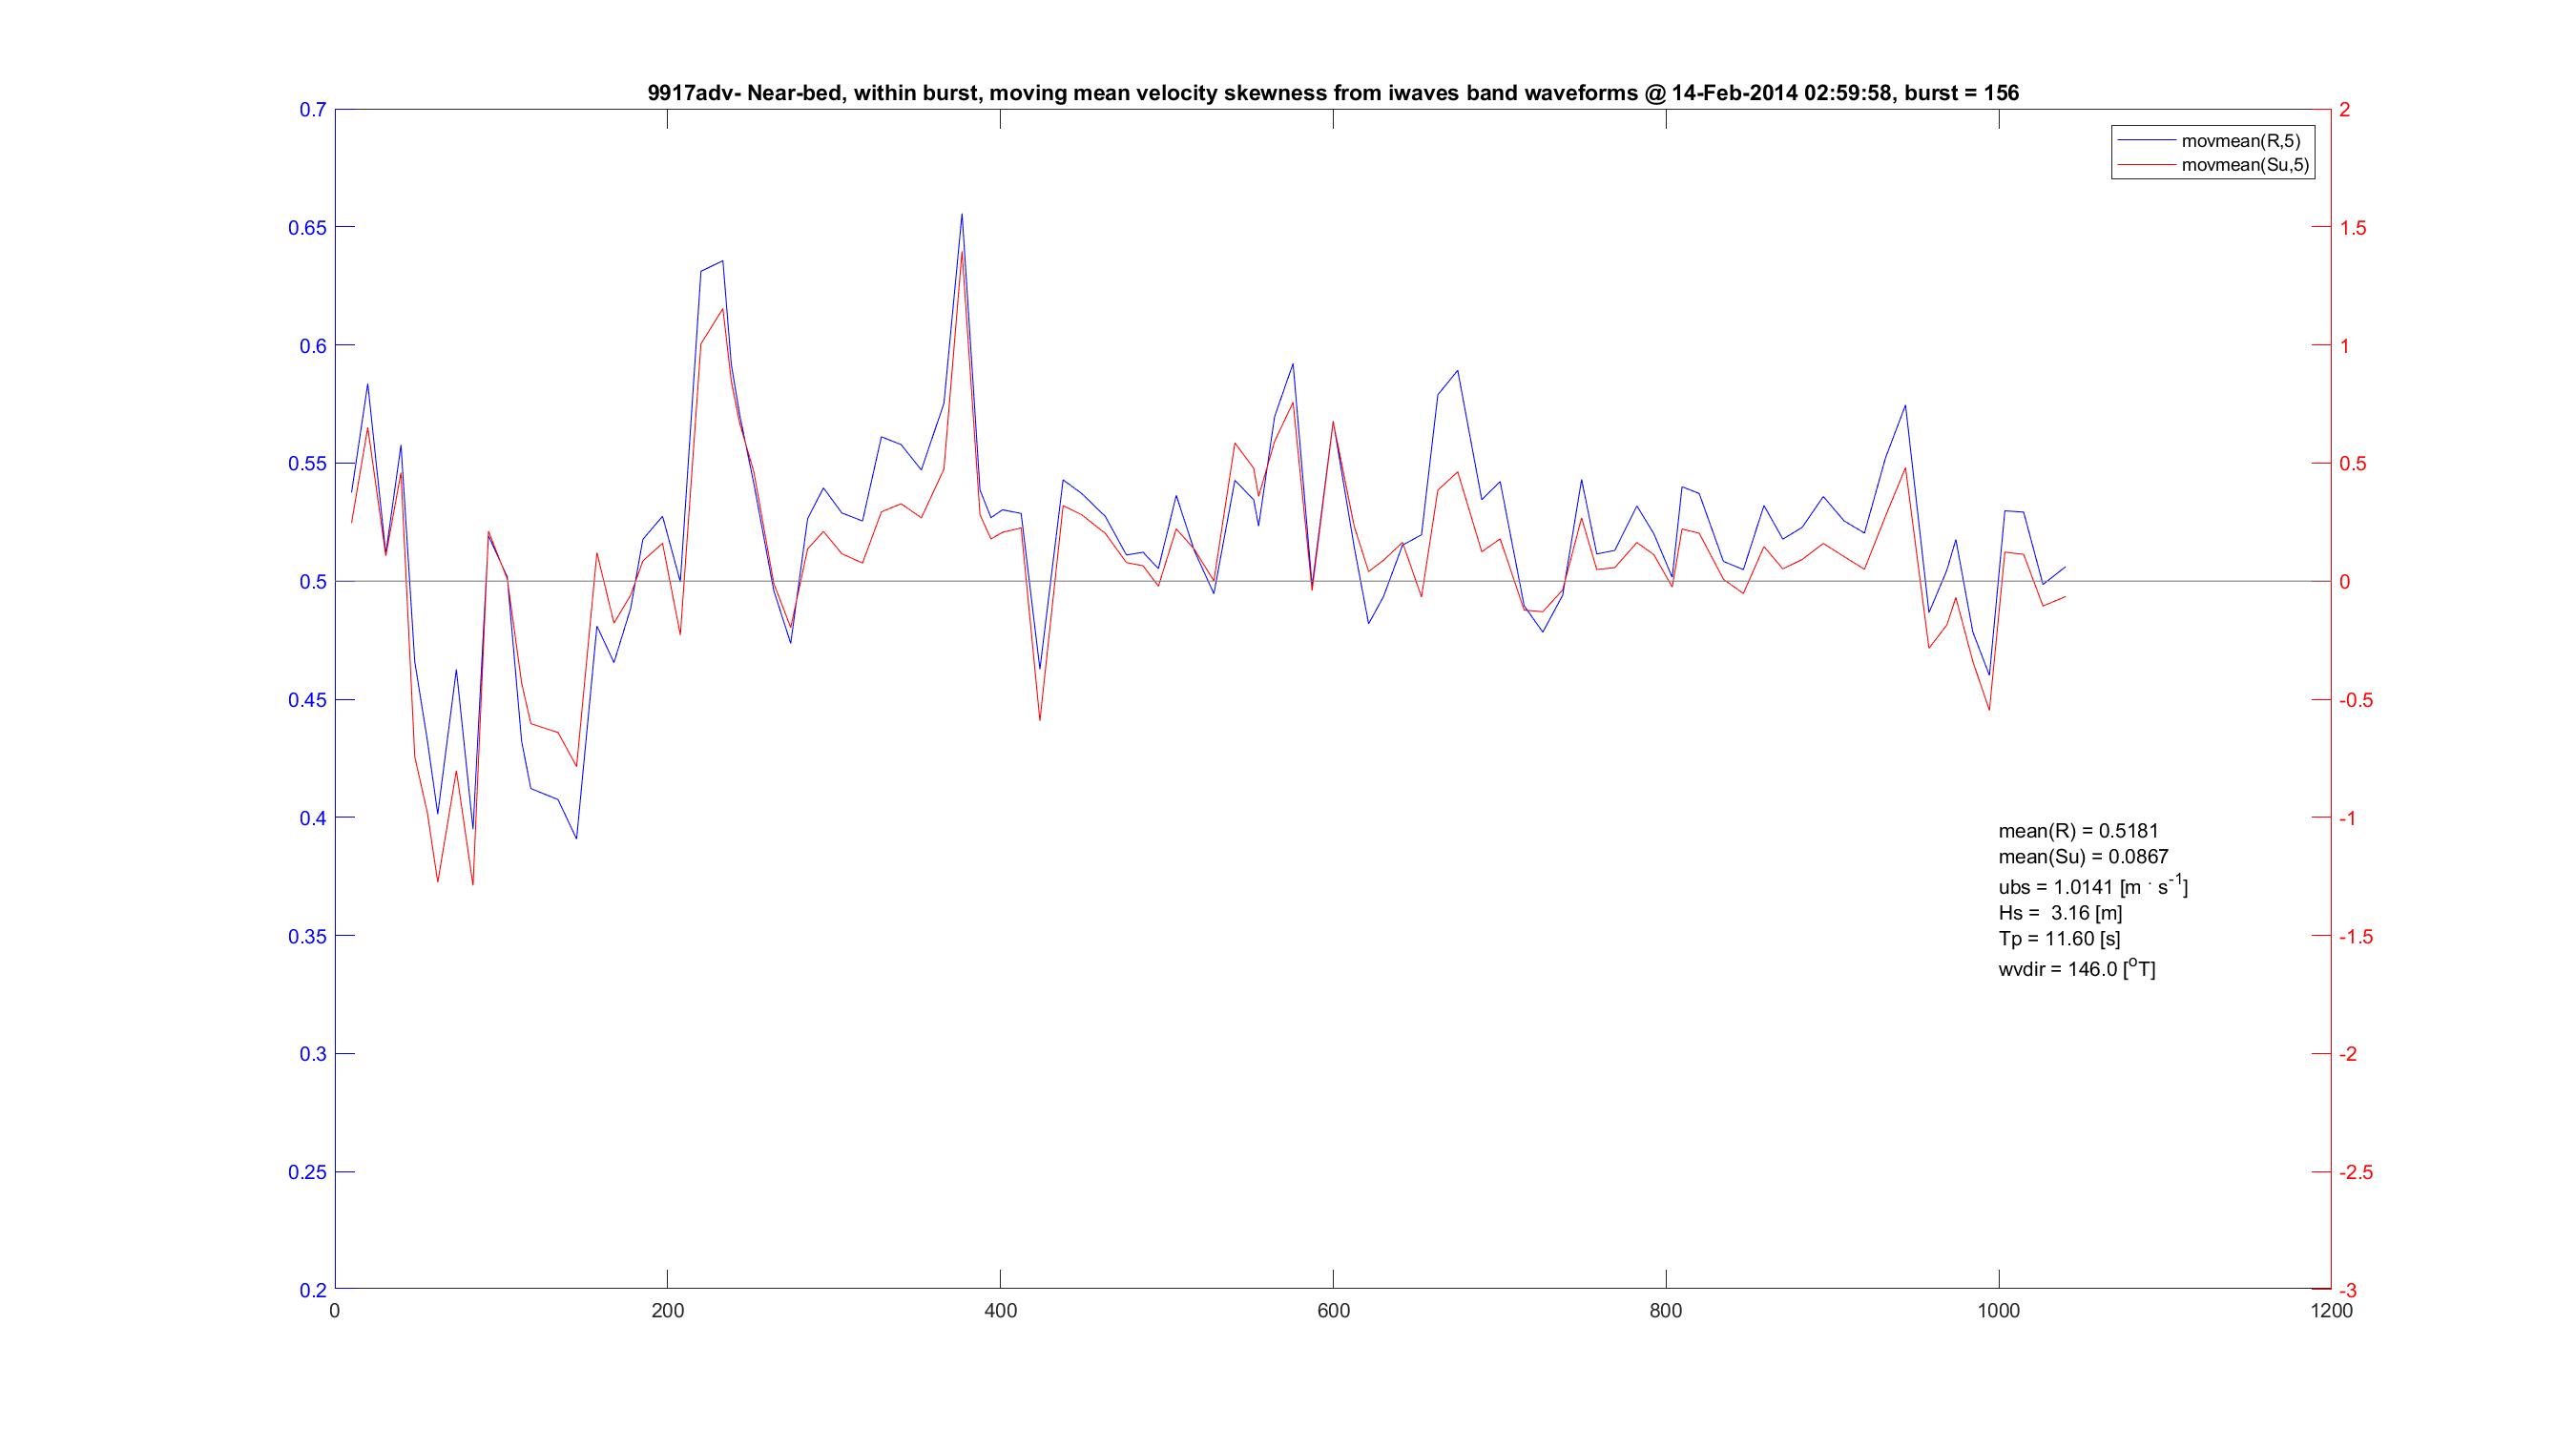 9917adv- Near-bed, within burst, moving mean velocity skewness from iwaves band waveforms @ 14-Feb-2014 02:59:58, burst = 156
0.7
0.65
0.6
0.55
0.5
0.45
0.4
0.35
0.3
0.25
0.2
2
1.5
1
0.5
0
-0.5
-1
-1.5
-2
-2.5
-3
movmean(R,5)
movmean(Su,5)
mean(R) = 0.5181
mean(Su) = 0.0867
ubs = 1.0141 [m · s⁻¹]
Hs = 3.16 [m]
Tp = 11.60 [s]
wvdir = 146.0 [ᵒT]
0 200 400 600 800 1000 1200